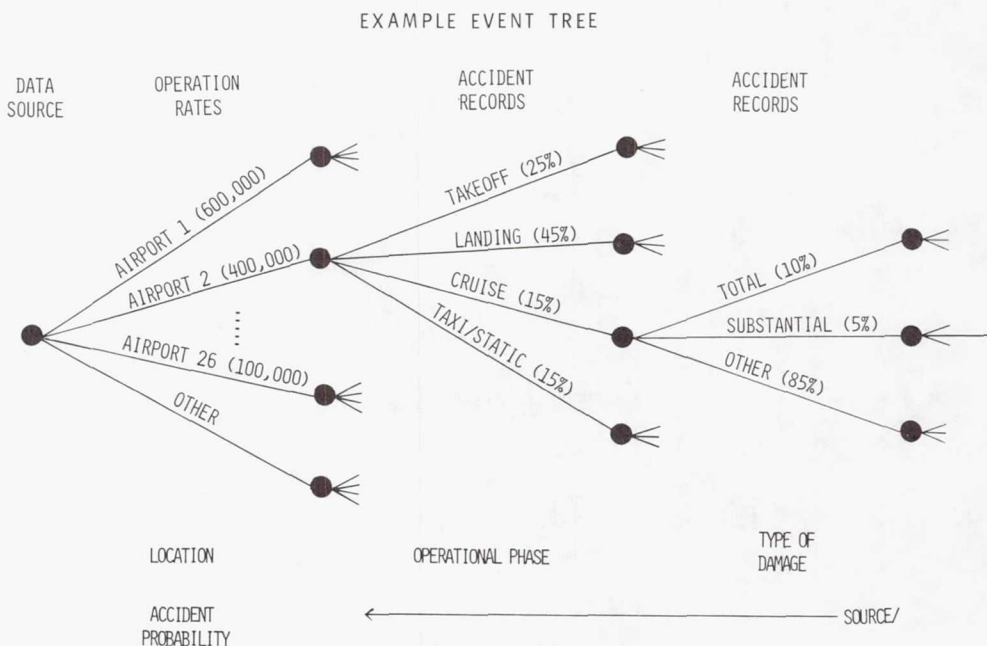 EXAMPLE EVENT TREE
DATA
SOURCE
OPERATION
RATES
ACCIDENT
RECORDS
ACCIDENT
RECORDS
AIRPORT 1 (600,000)
AIRPORT 2 (400,000)
AIRPORT 26 (100,000)
OTHER
TAKEOFF (25%)
LANDING (45%)
CRUISE (15%)
TAXI/STATIC (15%)
TOTAL (10%)
SUBSTANTIAL (5%)
OTHER (85%)
LOCATION
OPERATIONAL PHASE
TYPE OF
DAMAGE
ACCIDENT
PROBABILITY
SOURCE/